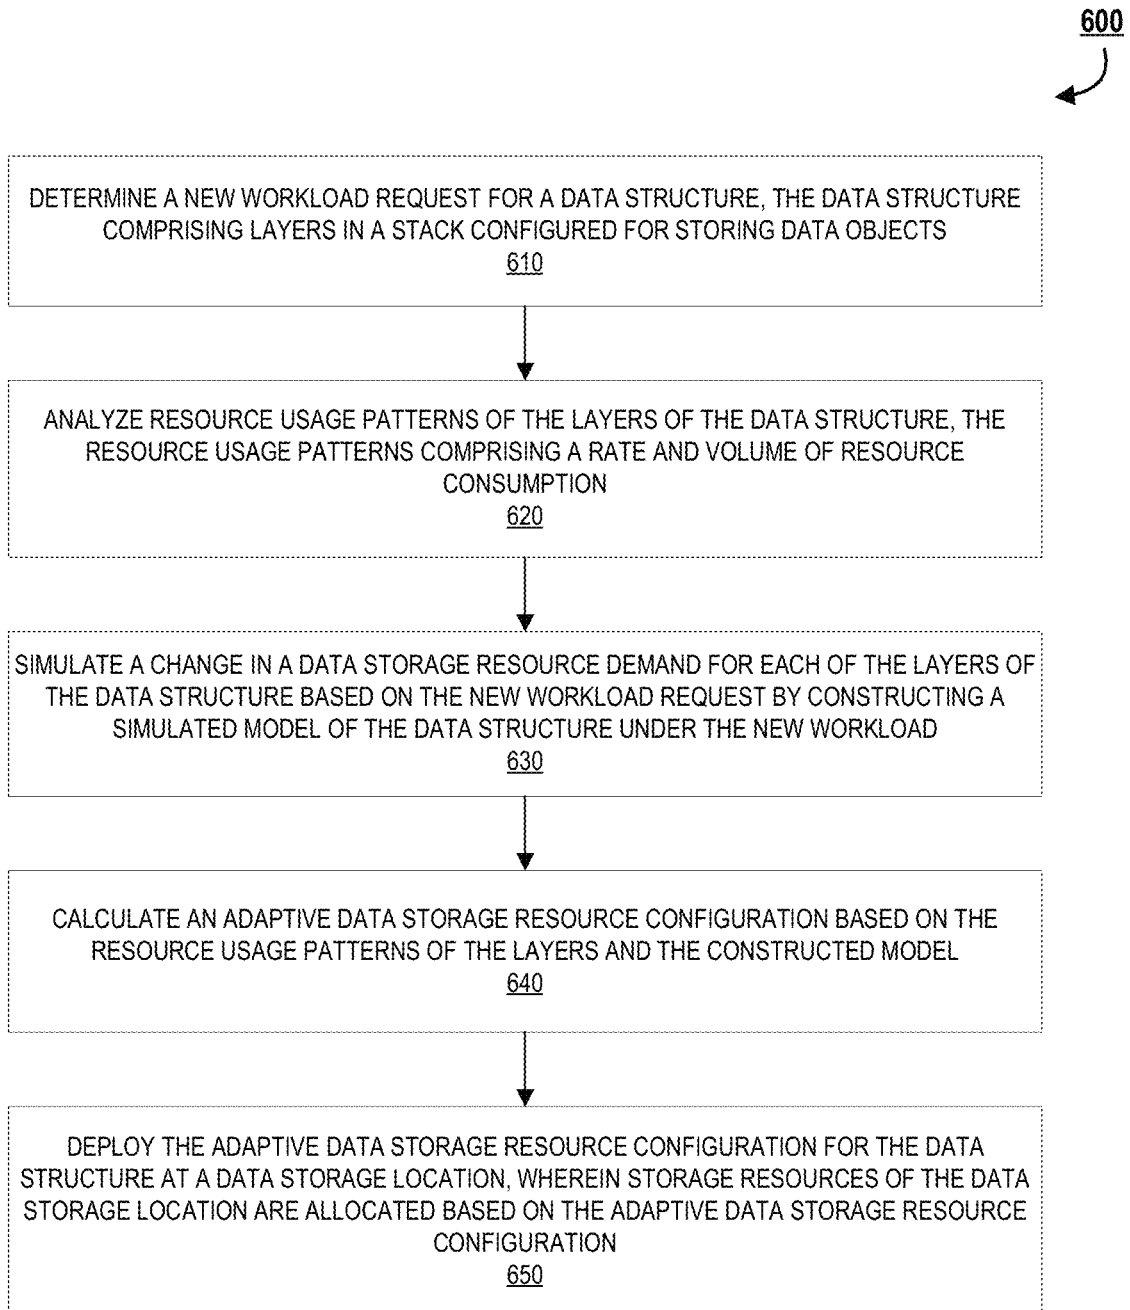 600
DETERMINE A NEW WORKLOAD REQUEST FOR A DATA STRUCTURE, THE DATA STRUCTURE
COMPRISING LAYERS IN A STACK CONFIGURED FOR STORING DATA OBJECTS
610
ANALYZE RESOURCE USAGE PATTERNS OF THE LAYERS OF THE DATA STRUCTURE, THE
RESOURCE USAGE PATTERNS COMPRISING A RATE AND VOLUME OF RESOURCE
CONSUMPTION
620
SIMULATE A CHANGE IN A DATA STORAGE RESOURCE DEMAND FOR EACH OF THE LAYERS OF
THE DATA STRUCTURE BASED ON THE NEW WORKLOAD REQUEST BY CONSTRUCTING A
SIMULATED MODEL OF THE DATA STRUCTURE UNDER THE NEW WORKLOAD
630
CALCULATE AN ADAPTIVE DATA STORAGE RESOURCE CONFIGURATION BASED ON THE
RESOURCE USAGE PATTERNS OF THE LAYERS AND THE CONSTRUCTED MODEL
640
DEPLOY THE ADAPTIVE DATA STORAGE RESOURCE CONFIGURATION FOR THE DATA
STRUCTURE AT A DATA STORAGE LOCATION, WHEREIN STORAGE RESOURCES OF THE DATA
STORAGE LOCATION ARE ALLOCATED BASED ON THE ADAPTIVE DATA STORAGE RESOURCE
CONFIGURATION
650